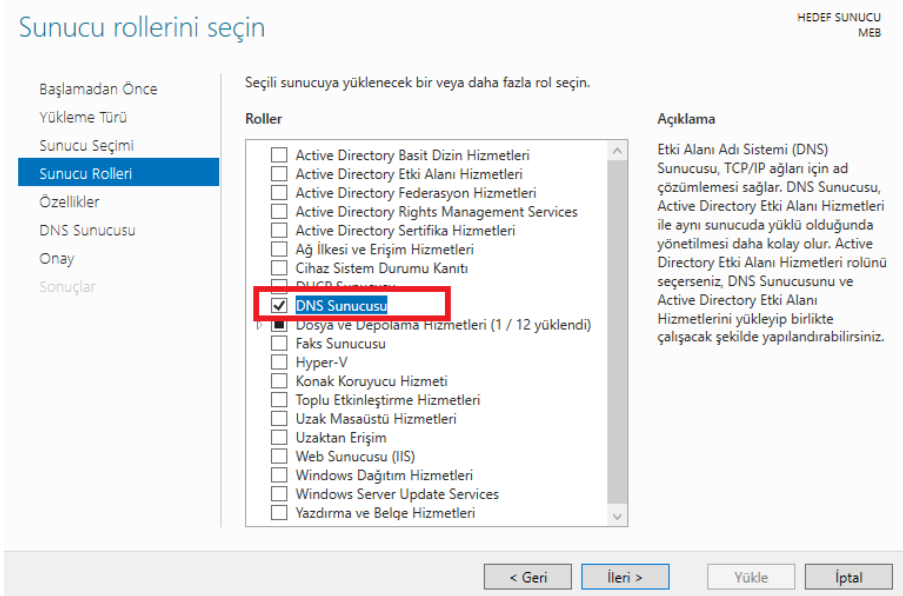 Sunucu rollerini seçin
HEDEF SUNUCU
MEB
Başlamadan Önce
Yükleme Türü
Sunucu Seçimi
Sunucu Rolleri
Özellikler
DNS Sunucusu
Onay
Sonuçlar
Seçili sunucuya yüklenecek bir veya daha fazla rol seçin.
Roller
Active Directory Basit Dizin Hizmetleri
Active Directory Etki Alanı Hizmetleri
Active Directory Federasyon Hizmetleri
Active Directory Rights Management Services
Active Directory Sertifika Hizmetleri
Ağ İlkesi ve Erişim Hizmetleri
Cihaz Sistem Durumu Kanıtı
DHCP Sunucusu
DNS Sunucusu
Dosya ve Depolama Hizmetleri (1 / 12 yüklendi)
Faks Sunucusu
Hyper-V
Konak Koruyucu Hizmeti
Toplu Etkinleştirme Hizmetleri
Uzak Masaüstü Hizmetleri
Uzaktan Erişim
Web Sunucusu (IIS)
Windows Dağıtım Hizmetleri
Windows Server Update Services
Yazdırma ve Belge Hizmetleri
Açıklama
Etki Alanı Adı Sistemi (DNS)
Sunucusu, TCP/IP ağları için ad
çözümlemesi sağlar. DNS Sunucusu,
Active Directory Etki Alanı Hizmetleri
ile aynı sunucuda yüklü olduğunda
yönetilmesi daha kolay olur. Active
Directory Etki Alanı Hizmetleri rolünü
seçerseniz, DNS Sunucusunu ve
Active Directory Etki Alanı
Hizmetlerini yükleyip birlikte
çalışacak şekilde yapılandırabilirsiniz.
< Geri
İleri >
Yükle
İptal